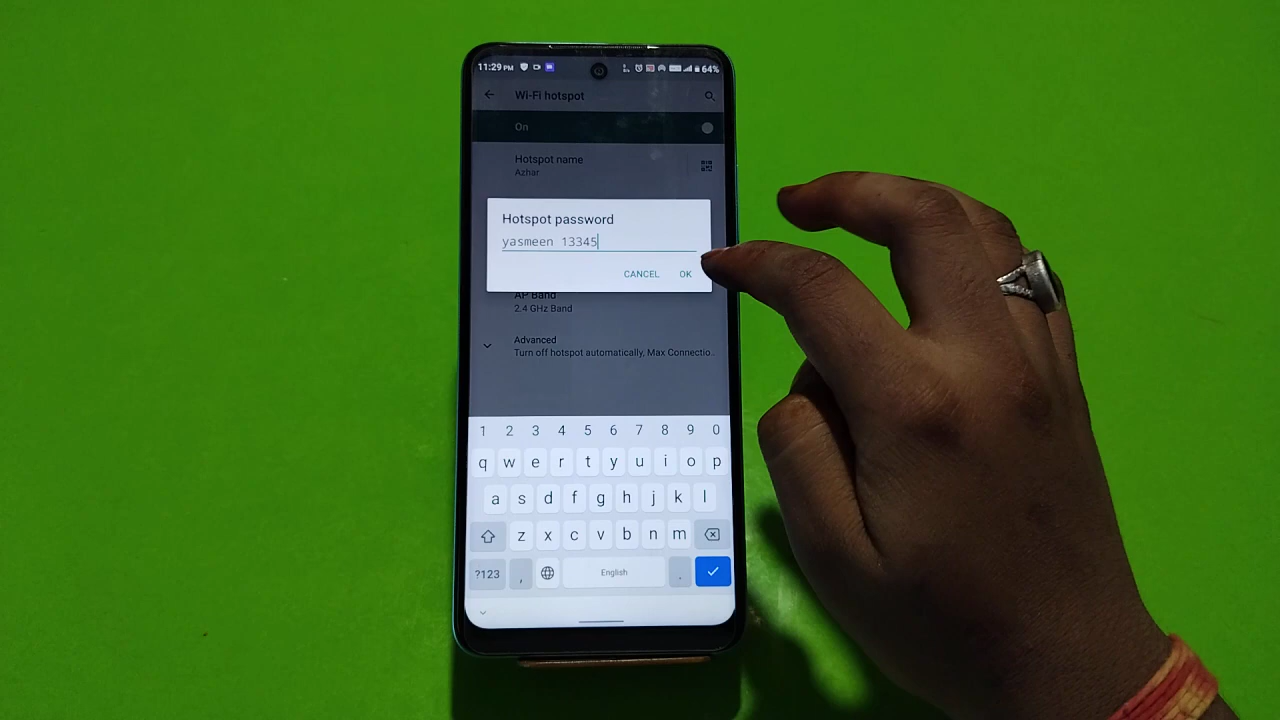 11:29 PM 64%
Wi-Fi hotspot
On
Hotspot name
Azhar
Hotspot password
yasmeen 13345
CANCEL OK
AP Band
2.4 GHz Band
Advanced
Turn off hotspot automatically, Max Connectio..
1 2 3 4 5 6 7 8 9 0
q w e r t y u i o p
a s d f g h j k l
z x c v b n m
?123 , English .